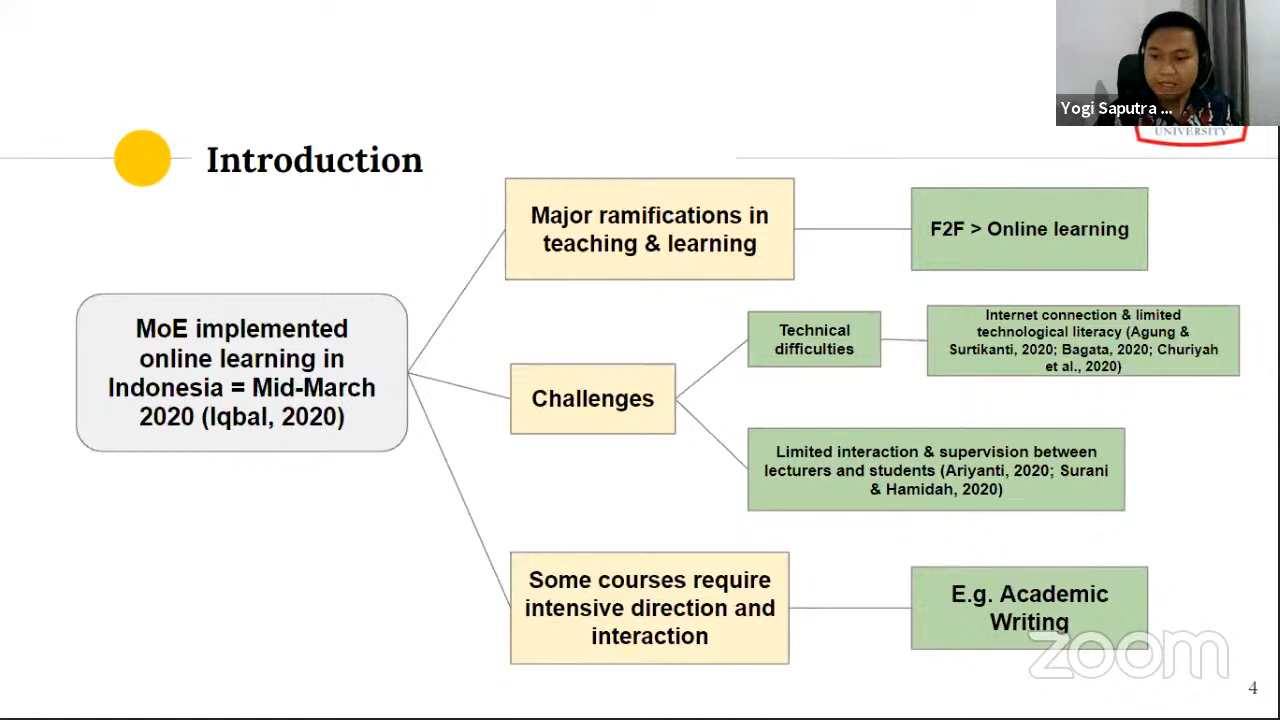 Yogi Saputra ...
UNIVERSITY
Introduction
Major ramifications in
teaching & learning
F2F > Online learning
MoE implemented
online learning in
Indonesia = Mid-March
2020 (Iqbal, 2020)
Challenges
Technical
difficulties
Internet connection & limited
technological literacy (Agung &
Surtikanti, 2020; Bagata, 2020; Churiyah
et al., 2020)
Limited interaction & supervision between
lecturers and students (Ariyanti, 2020; Surani
& Hamidah, 2020)
Some courses require
intensive direction and
interaction
E.g. Academic
Writing
zoom
4